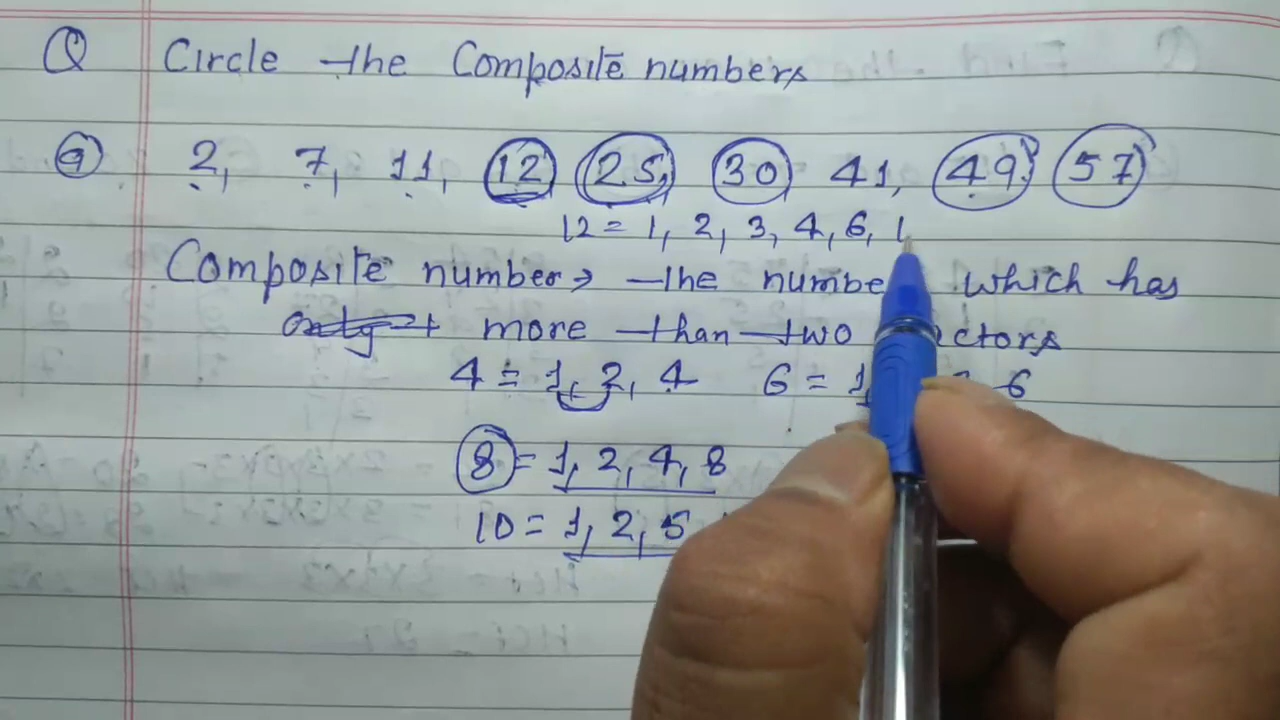 Q Circle the Composite numbers
a 2, 7, 11, 12 25, 30 41, 49, 57
12 = 1, 2, 3, 4, 6, 1
Composite number → the number which has
more than two
4 = 1, 2, 4 6 = 1, 6
8 = 1, 2, 4, 8
10 = 1, 2, 5